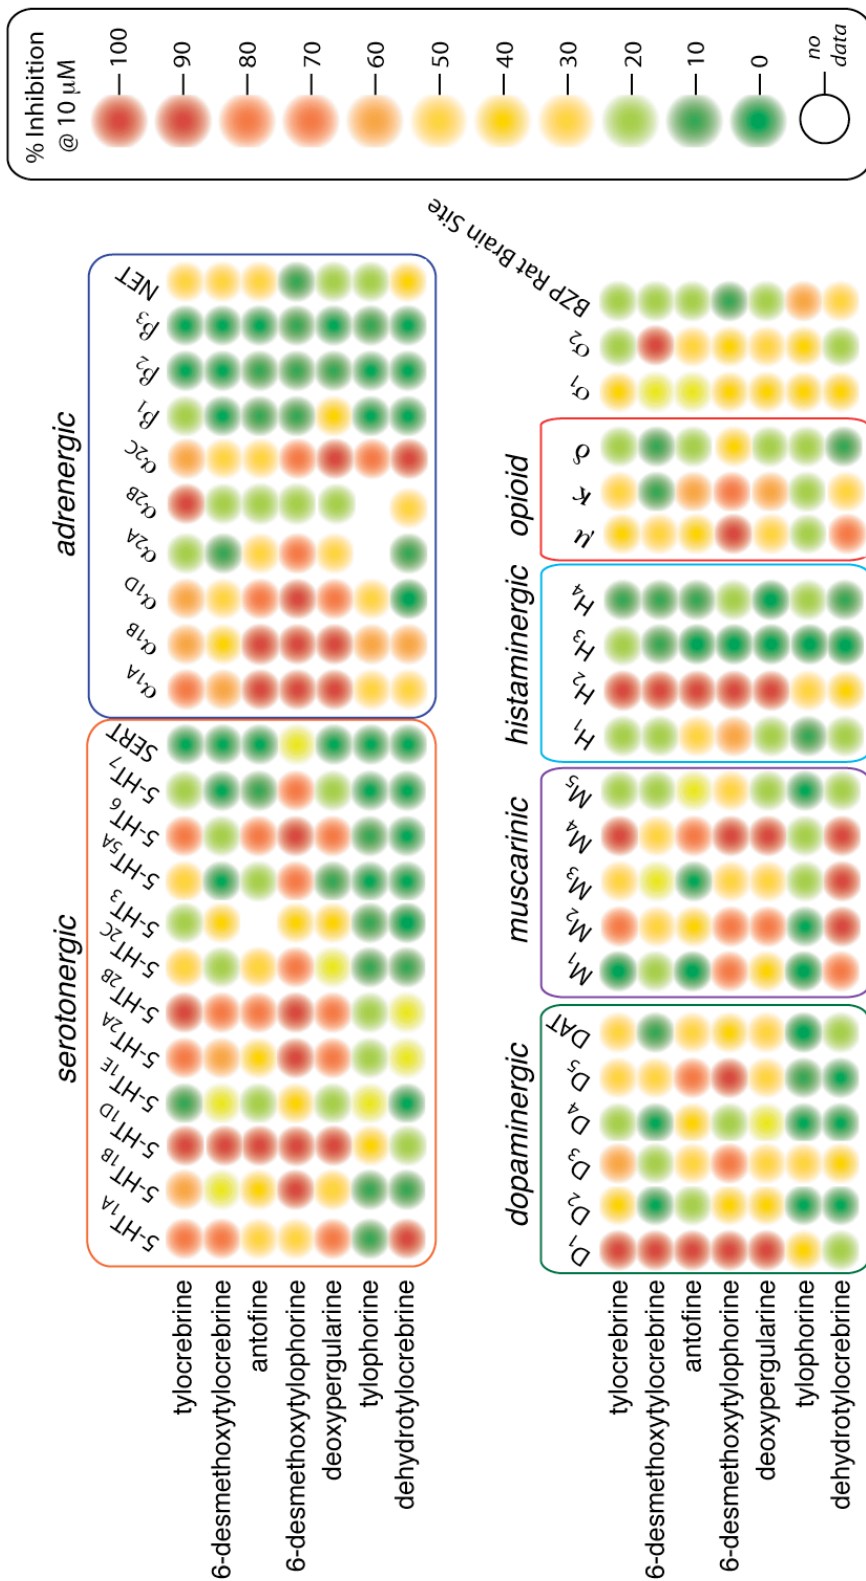 % Inhibition
@ 10 µM
100
90
80
70
60
50
40
30
20
10
0
no
data
serotonergic
adrenergic
5-HT1A
5-HT1B
5-HT1D
5-HT1E
5-HT2A
5-HT2B
5-HT2C
5-HT3
5-HT5A
5-HT6
5-HT7
SERT
α1A
α1B
α1D
α2A
α2B
α2C
β1
β2
β3
NET
tylocrebrine
6-desmethoxytylocrebrine
antofine
6-desmethoxytylophorine
deoxypergularine
tylophorine
dehydrotylocrebrine
dopaminergic
muscarinic
histaminergic
opioid
D1
D2
D3
D4
D5
DAT
M1
M2
M3
M4
M5
H1
H2
H3
H4
μ
κ
δ
σ1
σ2
BZP Rat Brain Site
tylocrebrine
6-desmethoxytylocrebrine
antofine
6-desmethoxytylophorine
deoxypergularine
tylophorine
dehydrotylocrebrine